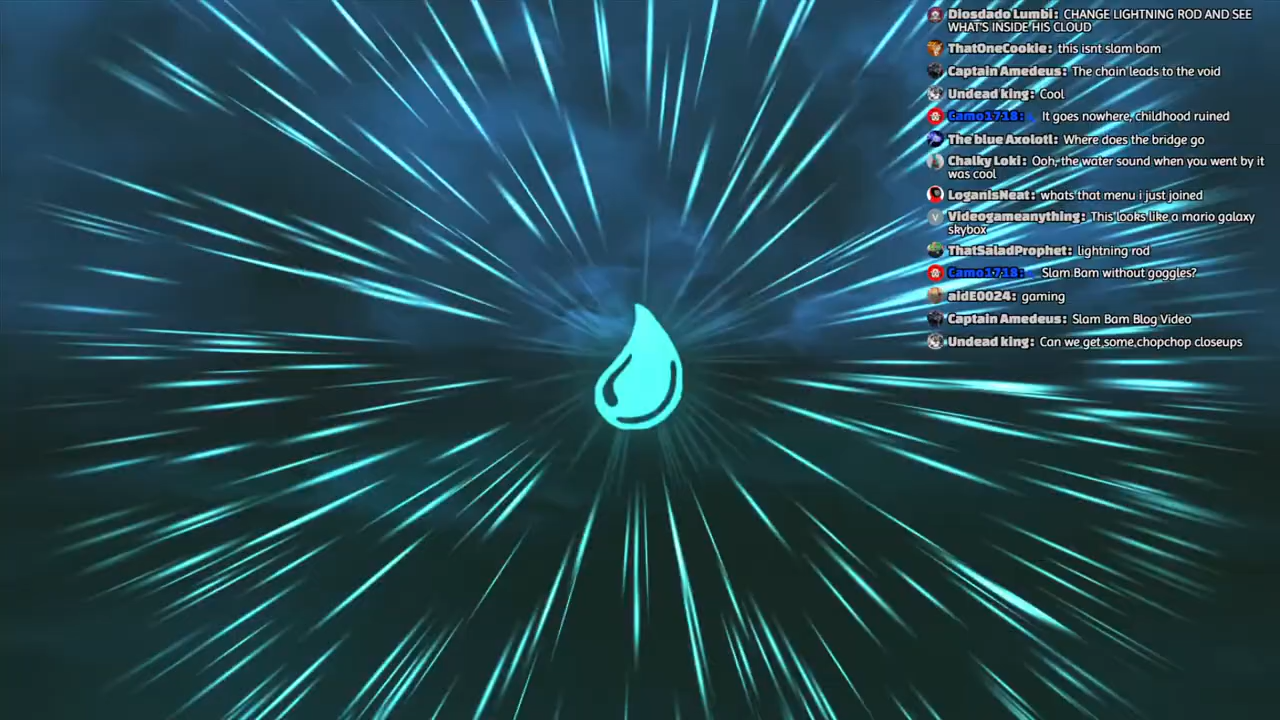 Diosdado Lumbi: CHANGE LIGHTNING ROD AND SEE
WHAT'S INSIDE HIS CLOUD
ThatOneCookie: this isnt slam bam
Captain Amedeus: The chain leads to the void
Undead king: Cool
Camo1718: It goes nowhere, childhood ruined
The blue Axolotl: Where does the bridge go
Chalky Loki: Ooh, the water sound when you went by it
was cool
LoganIsNeat: whats that menu i just joined
Videogameanything: This looks like a mario galaxy
skybox
ThatSaladProphet: lightning rod
Camo1718: Slam Bam without goggles?
aldE0024: gaming
Captain Amedeus: Slam Bam Blog Video
Undead king: Can we get some chopchop closeups